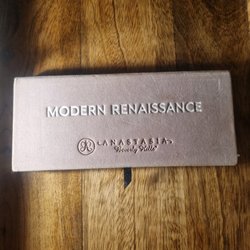 MODERN RENAISSANCE
ANASTASIA
Beverly Hills